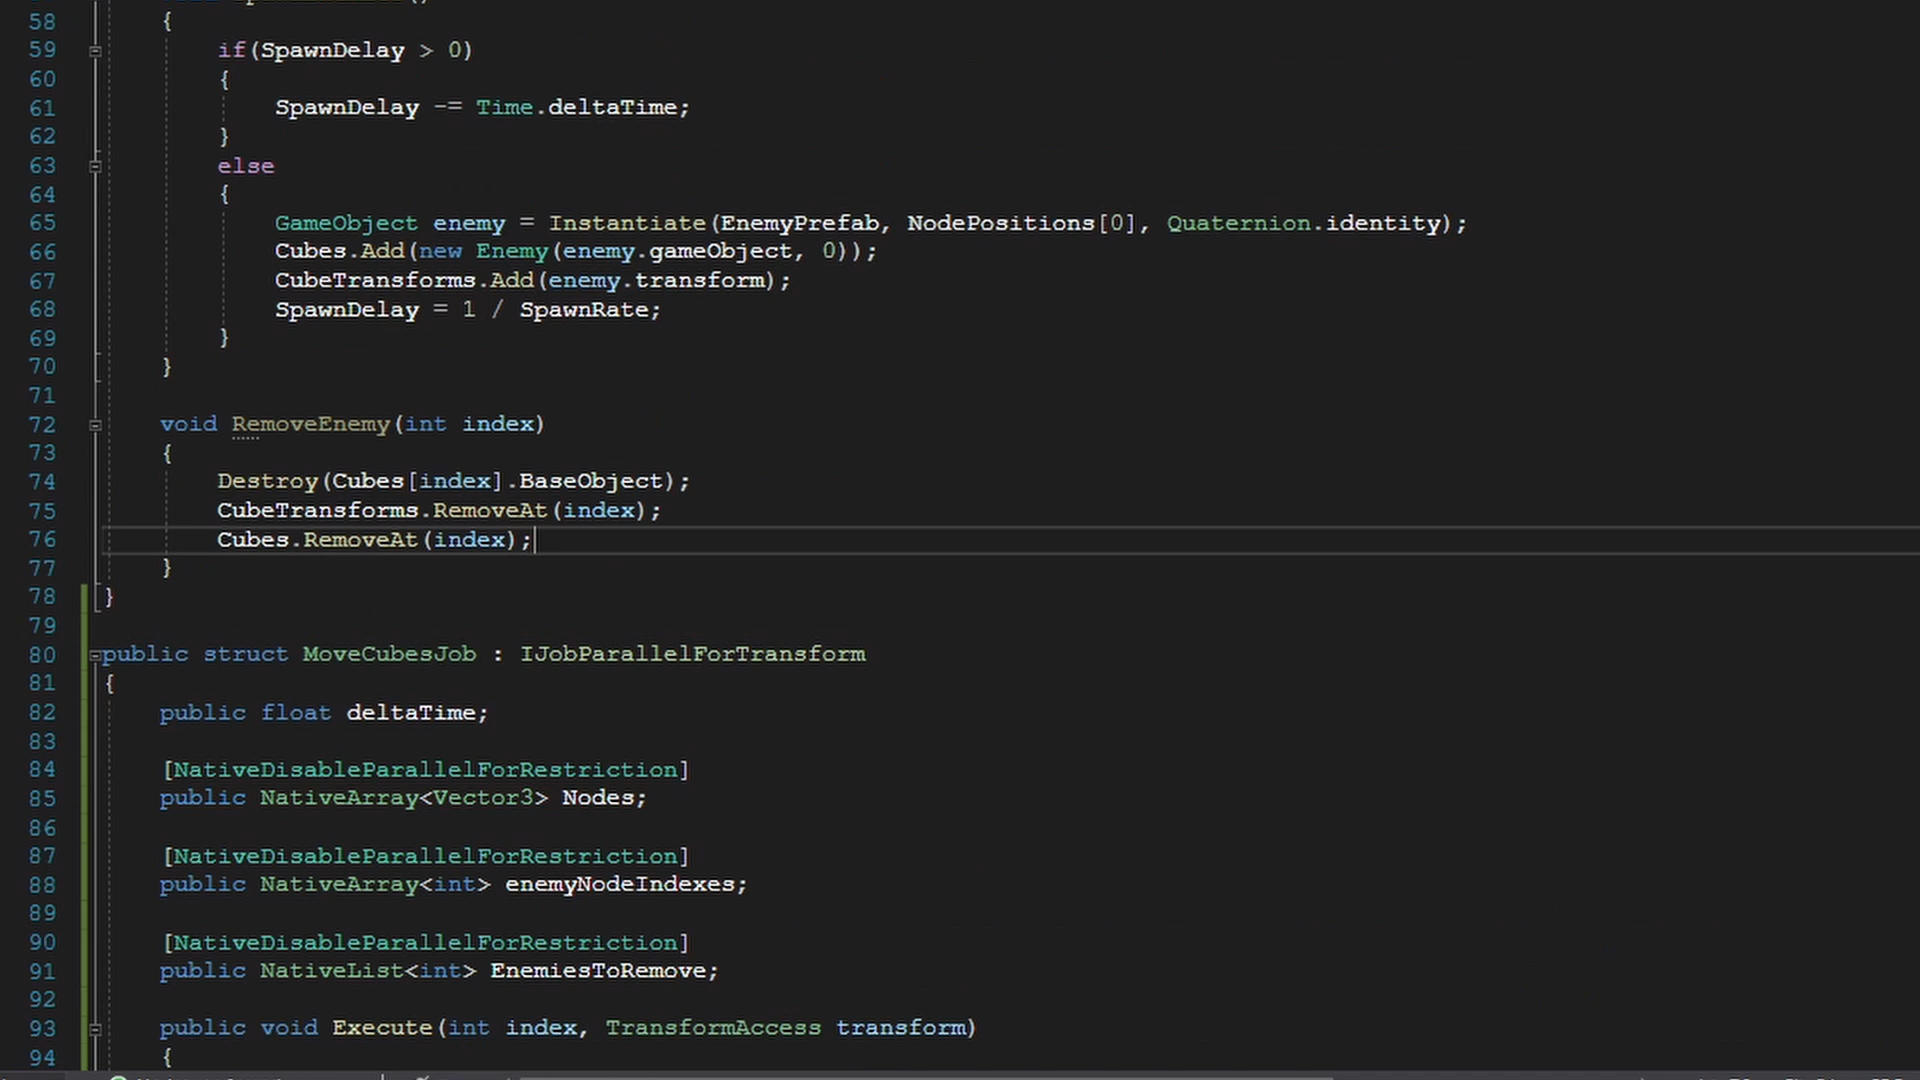 58 {
59 if(SpawnDelay > 0)
60 {
61 SpawnDelay -= Time.deltaTime;
62 }
63 else
64 {
65 GameObject enemy = Instantiate(EnemyPrefab, NodePositions[0], Quaternion.identity);
66 Cubes.Add(new Enemy(enemy.gameObject, 0));
67 CubeTransforms.Add(enemy.transform);
68 SpawnDelay = 1 / SpawnRate;
69 }
70 }
71
72 void RemoveEnemy(int index)
73 {
74 Destroy(Cubes[index].BaseObject);
75 CubeTransforms.RemoveAt(index);
76 Cubes.RemoveAt(index);
77 }
78 }
79
80 public struct MoveCubesJob : IJobParallelForTransform
81 {
82 public float deltaTime;
83
84 [NativeDisableParallelForRestriction]
85 public NativeArray<Vector3> Nodes;
86
87 [NativeDisableParallelForRestriction]
88 public NativeArray<int> enemyNodeIndexes;
89
90 [NativeDisableParallelForRestriction]
91 public NativeList<int> EnemiesToRemove;
92
93 public void Execute(int index, TransformAccess transform)
94 {